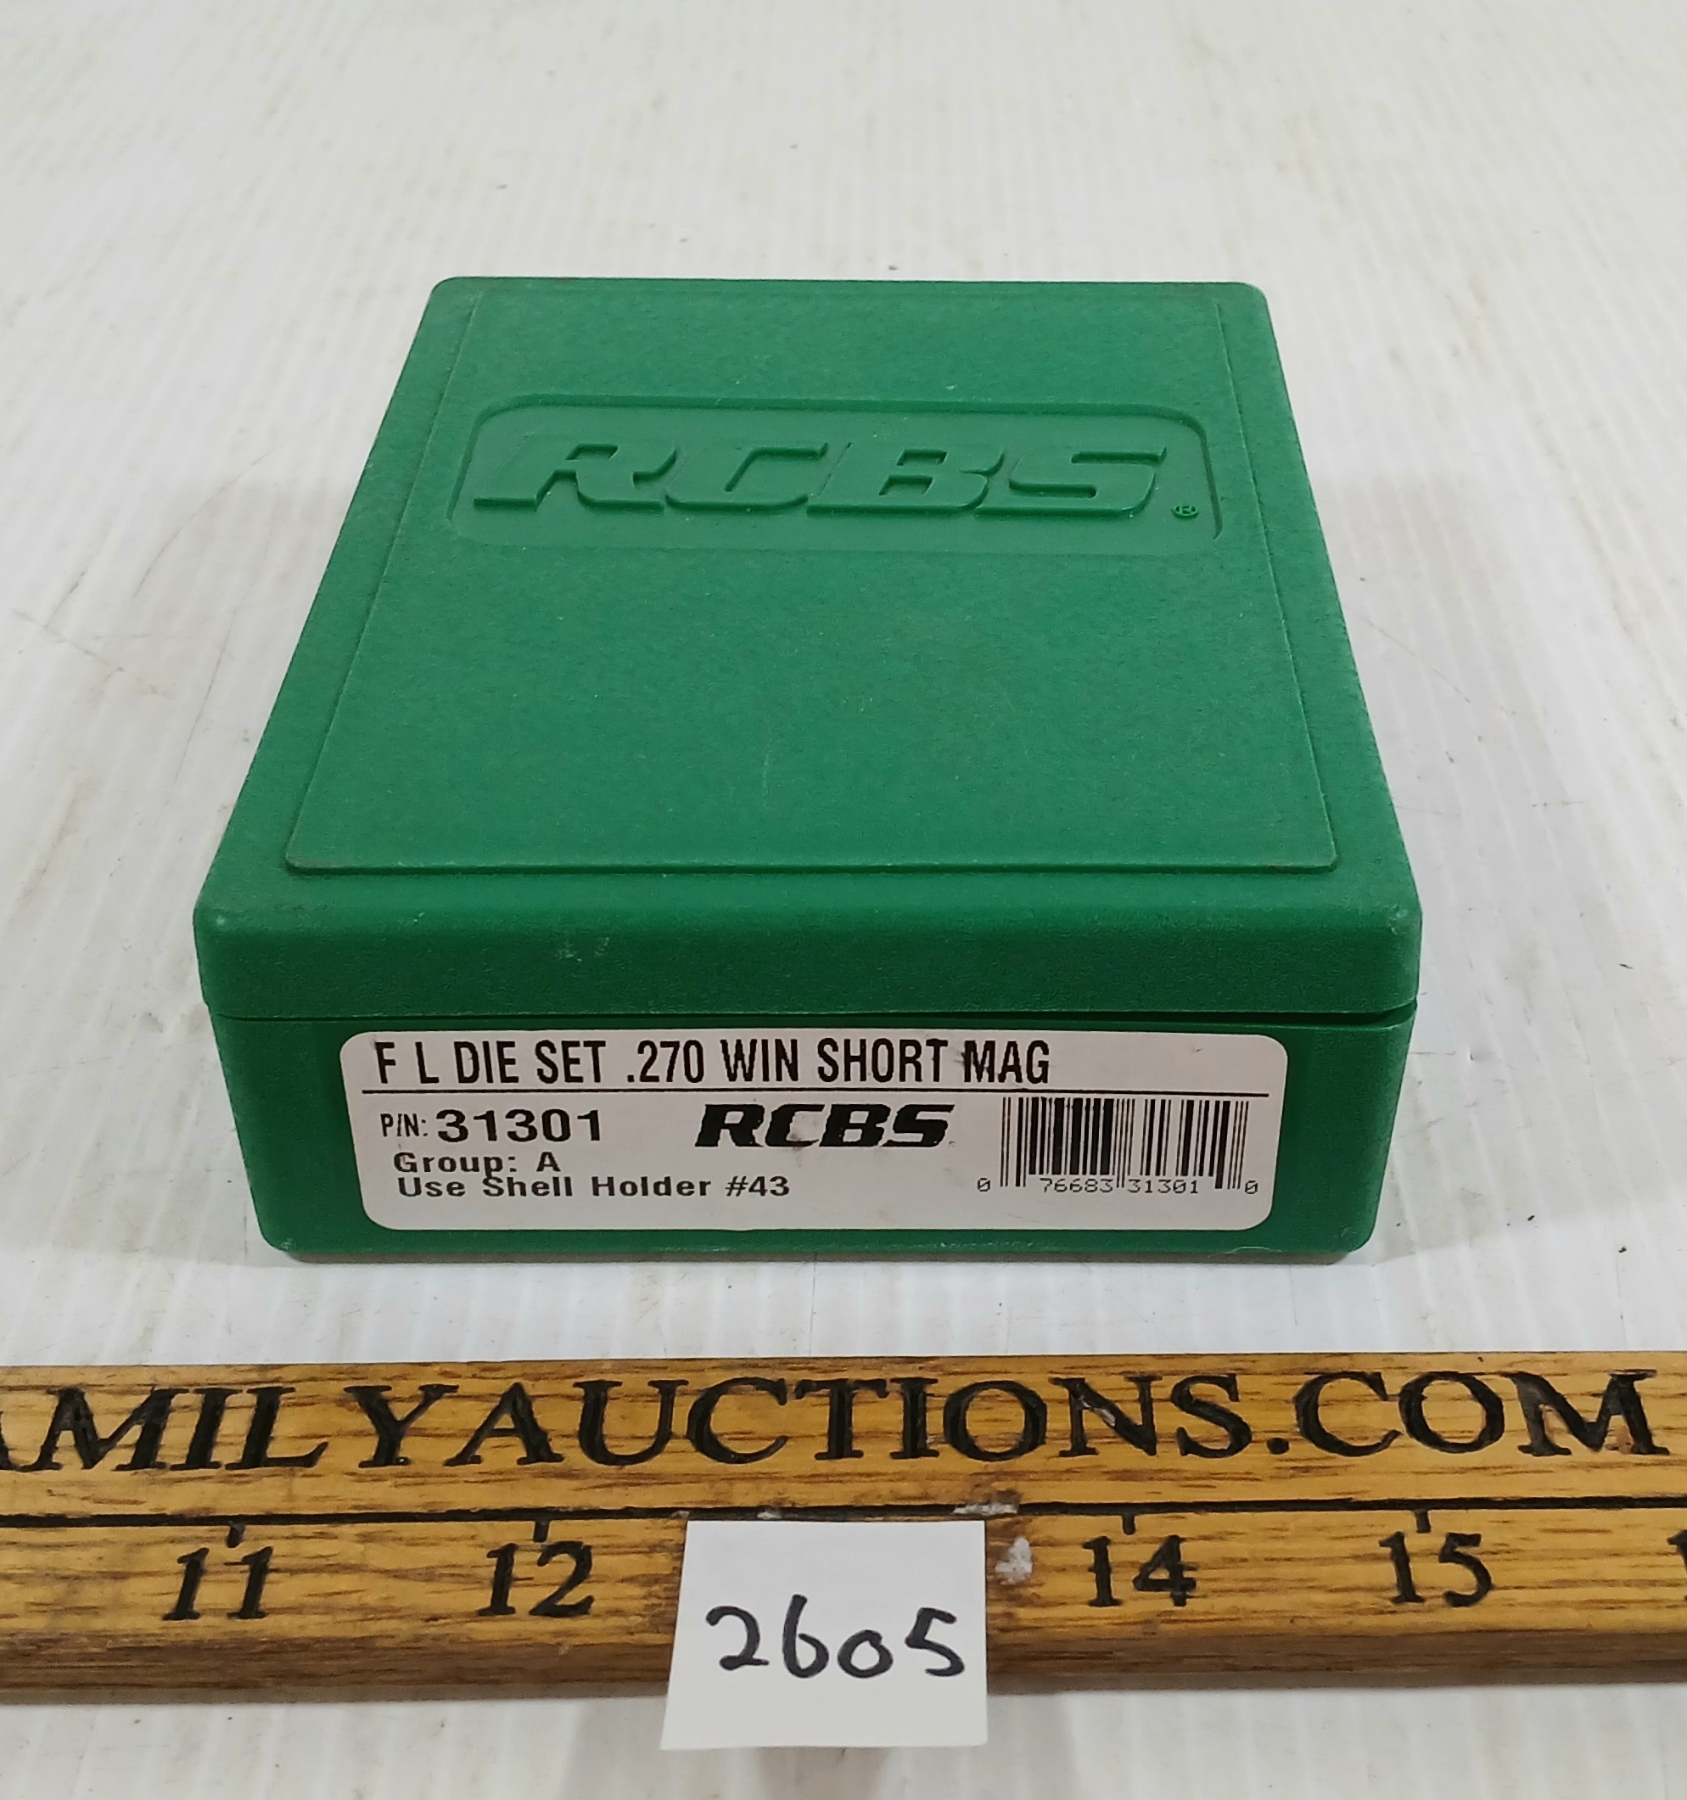 RCBS®
F L DIE SET .270 WIN SHORT MAG
P/N: 31301 RCBS
Group: A
Use Shell Holder #43
0 76683 31301 0
AMILYAUCTIONS.COM
11 12 14 15
2605